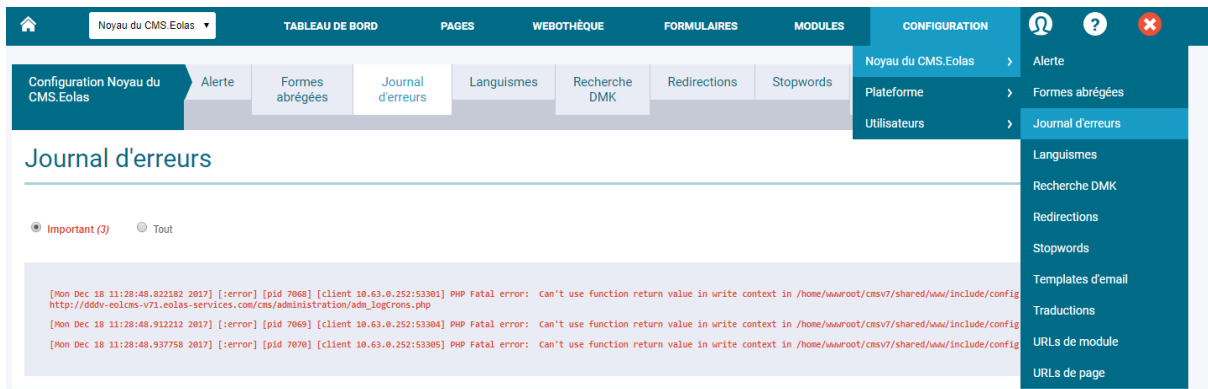 Noyau du CMS.Eolas
TABLEAU DE BORD
PAGES
WEBOTHÈQUE
FORMULAIRES
MODULES
CONFIGURATION
?
Configuration Noyau du
CMS.Eolas
Alerte
Formes
abrégées
Journal
d'erreurs
Languismes
Recherche
DMK
Redirections
Stopwords
Noyau du CMS.Eolas
Plateforme
Utilisateurs
Alerte
Formes abrégées
Journal d'erreurs
Languismes
Recherche DMK
Redirections
Stopwords
Templates d'email
Traductions
URLs de module
URLs de page
Journal d'erreurs
Important (3)
Tout
[Mon Dec 18 11:28:48.822182 2017] [:error] [pid 7068] [client 10.63.0.252:53301] PHP Fatal error: Can't use function return value in write context in /home/wwwroot/cmsv7/shared/www/include/config
http://dddv-eolcms-v71.eolas-services.com/cms/administration/adm_logCrons.php
[Mon Dec 18 11:28:48.912212 2017] [:error] [pid 7069] [client 10.63.0.252:53304] PHP Fatal error: Can't use function return value in write context in /home/wwwroot/cmsv7/shared/www/include/config
[Mon Dec 18 11:28:48.937758 2017] [:error] [pid 7070] [client 10.63.0.252:53305] PHP Fatal error: Can't use function return value in write context in /home/wwwroot/cmsv7/shared/www/include/config